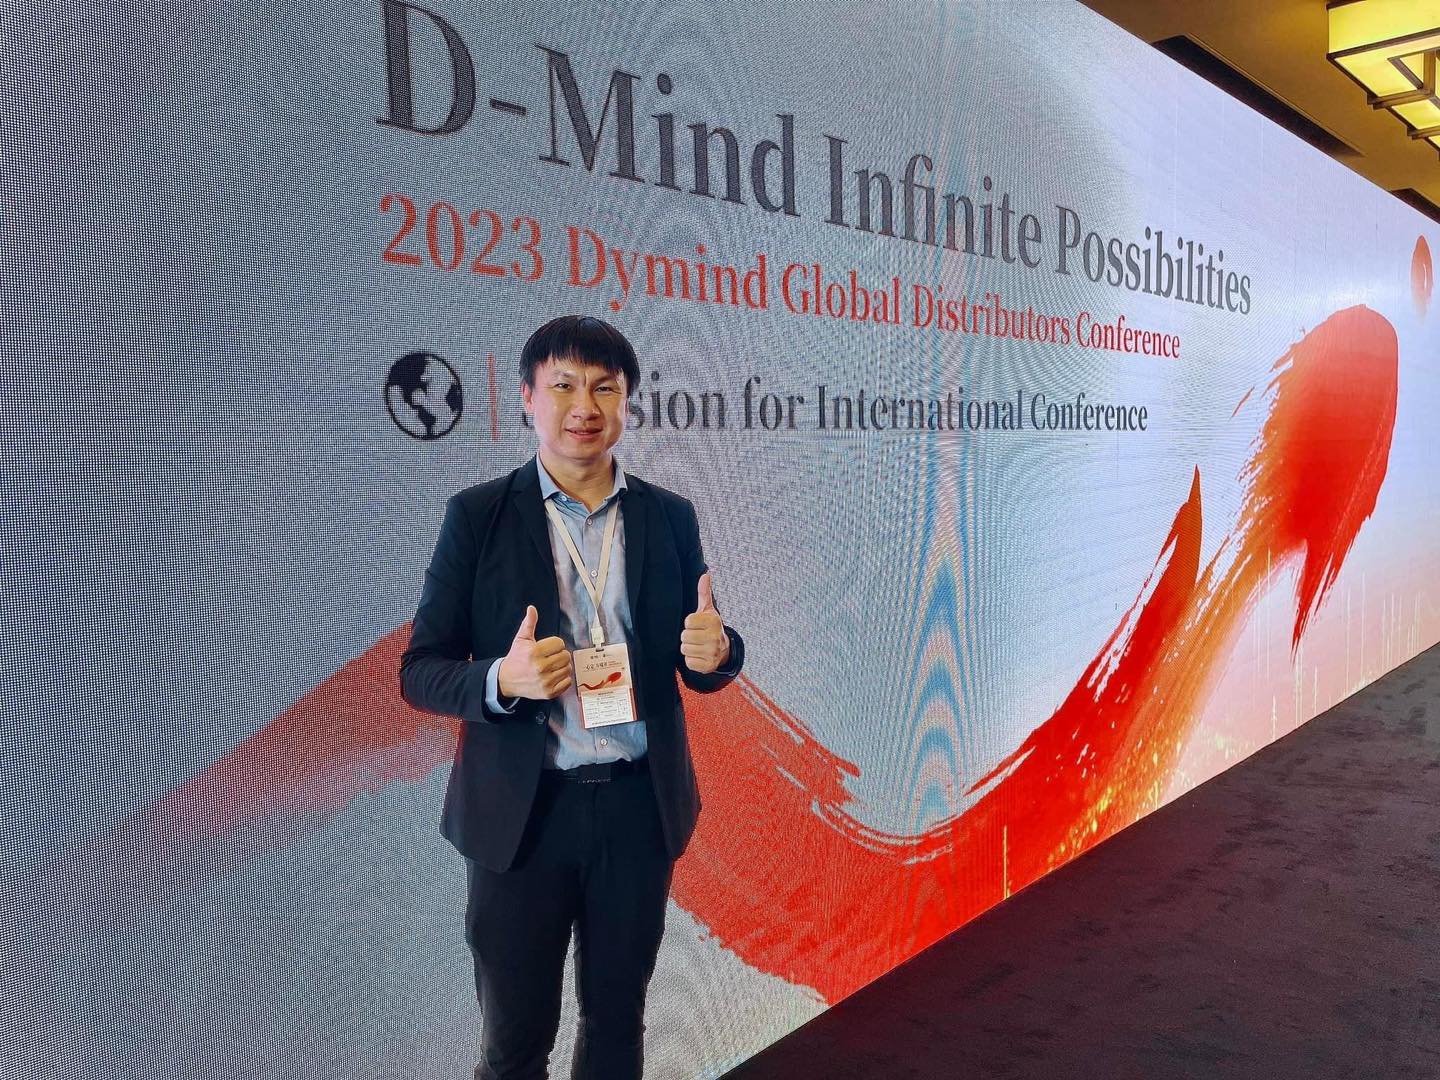 D-Mind Infinite Possibilities
2023 Dymind Global Distributors Conference
for International Conference